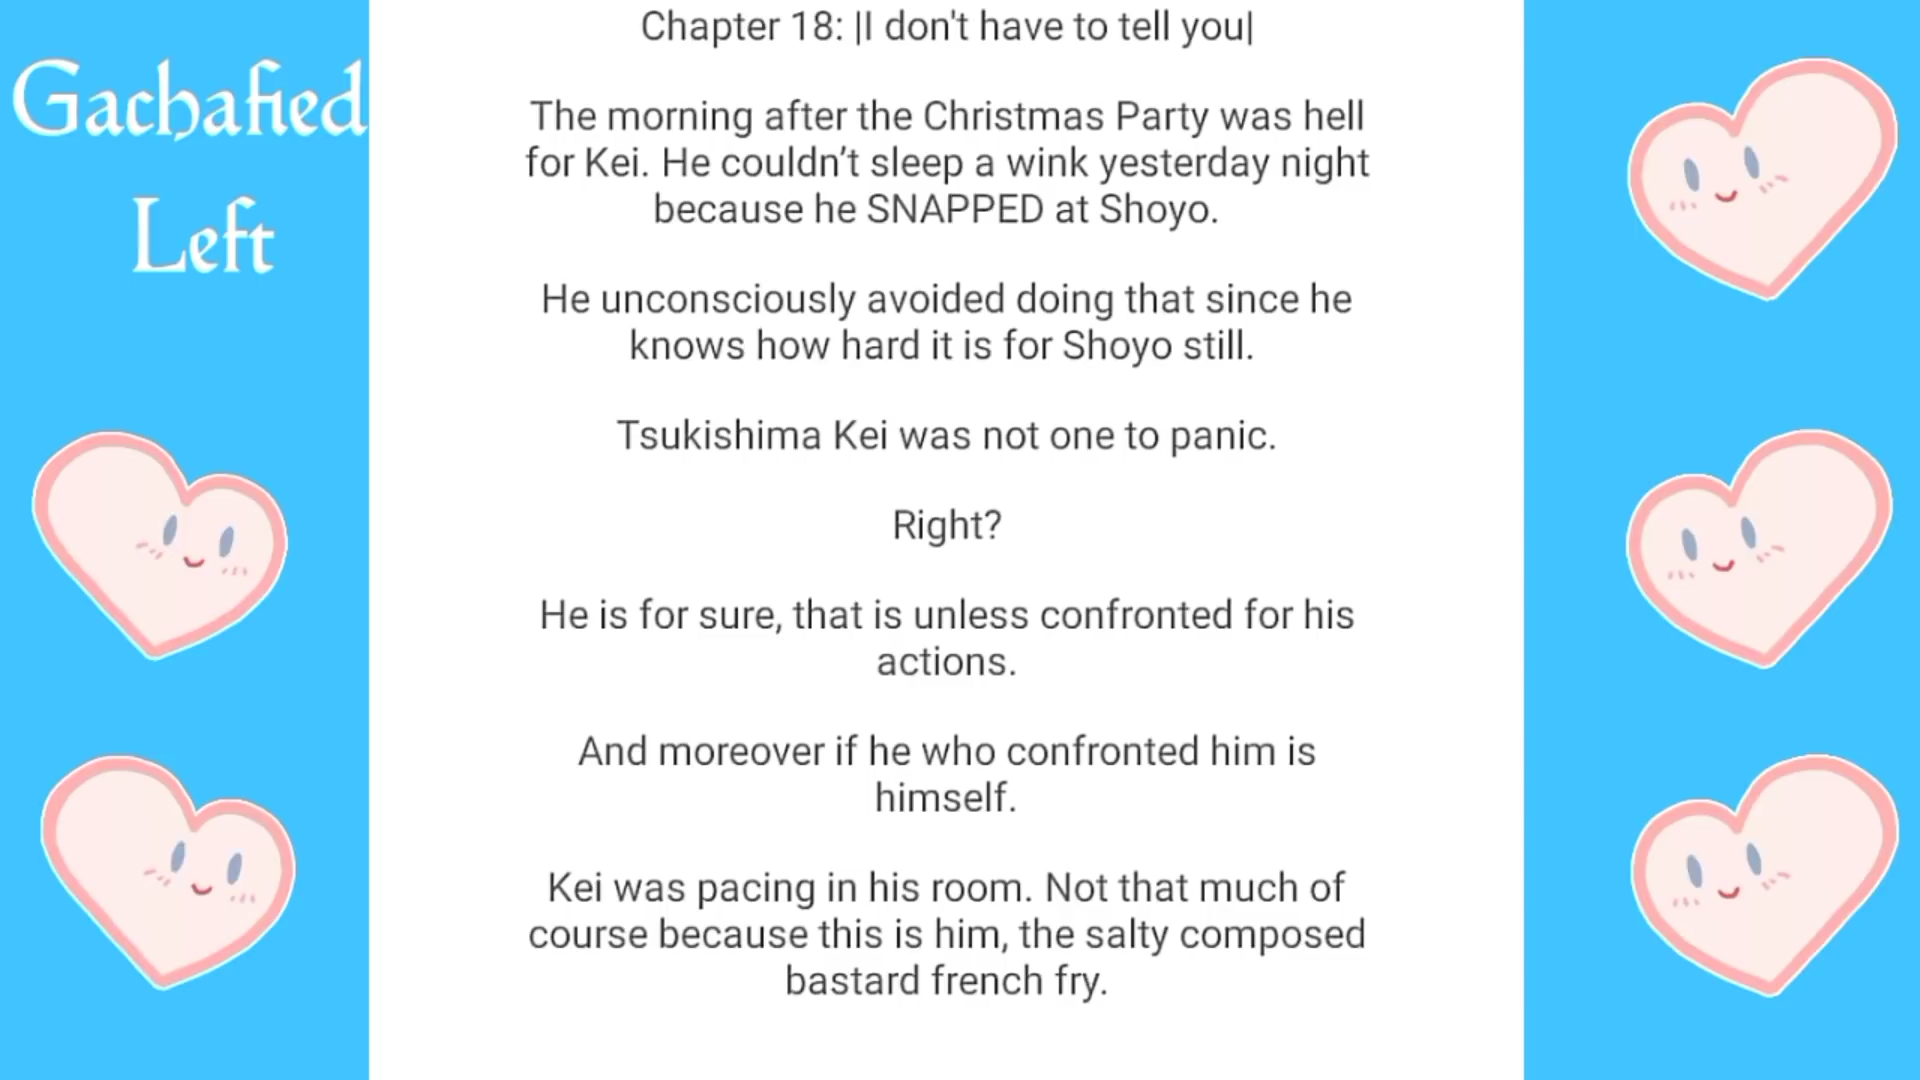 Gachafied
Left
Chapter 18: |I don't have to tell you|
The morning after the Christmas Party was hell
for Kei. He couldn’t sleep a wink yesterday night
because he SNAPPED at Shoyo.
He unconsciously avoided doing that since he
knows how hard it is for Shoyo still.
Tsukishima Kei was not one to panic.
Right?
He is for sure, that is unless confronted for his
actions.
And moreover if he who confronted him is
himself.
Kei was pacing in his room. Not that much of
course because this is him, the salty composed
bastard french fry.